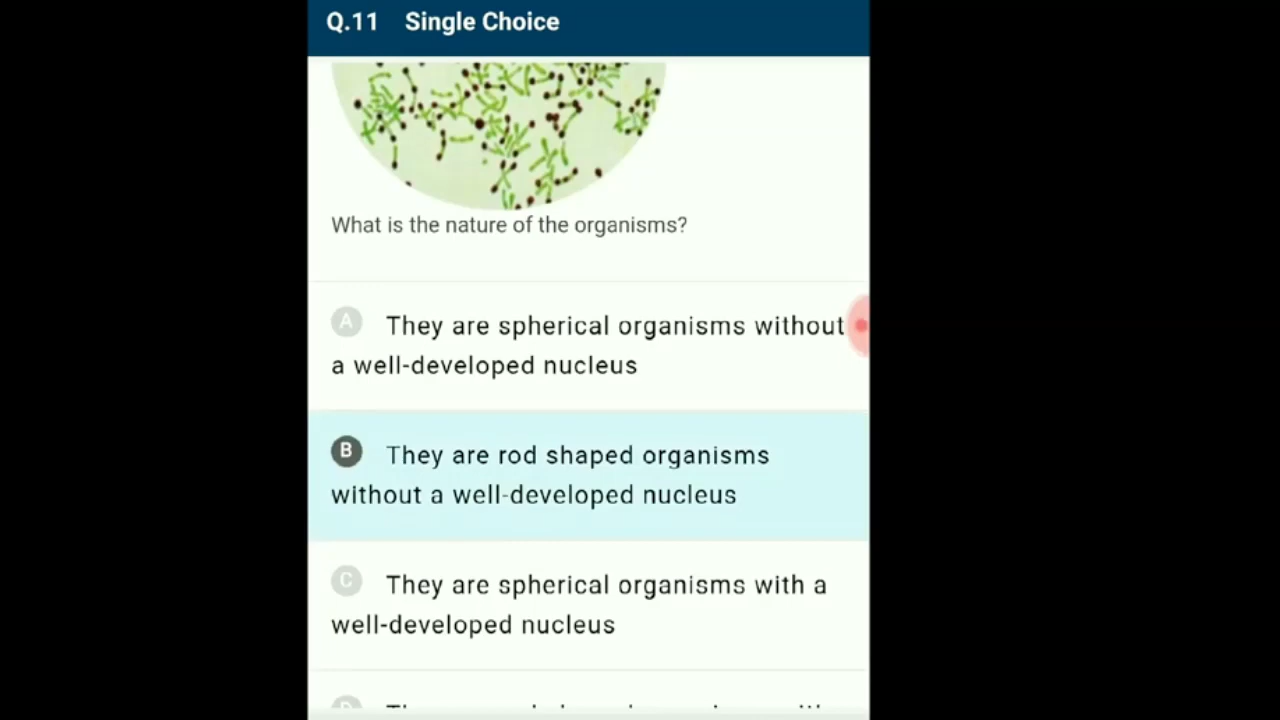 Q.11 Single Choice
What is the nature of the organisms?
A They are spherical organisms without
a well-developed nucleus
B They are rod shaped organisms
without a well-developed nucleus
C They are spherical organisms with a
well-developed nucleus